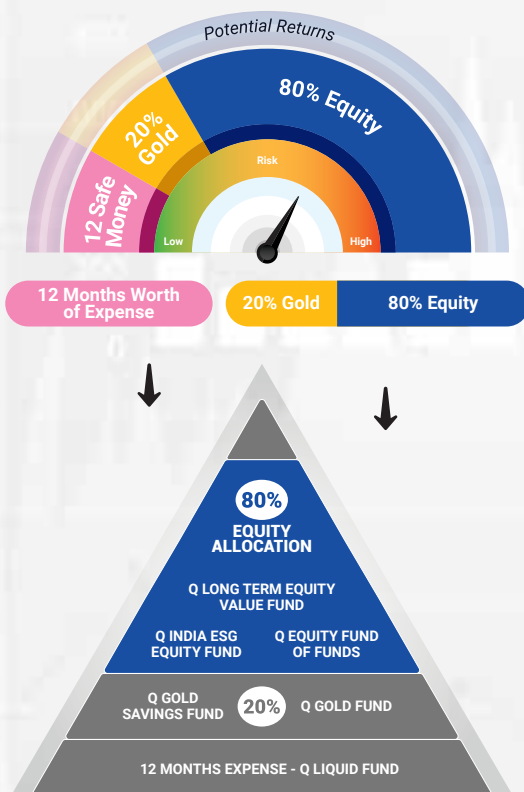 Potential Returns
80% Equity
20%
Gold
12 Safe
Money
Risk
Low
High
12 Months Worth
of Expense
20% Gold
80% Equity
80%
EQUITY
ALLOCATION
Q LONG TERM EQUITY
VALUE FUND
Q INDIA ESG
EQUITY FUND
Q EQUITY FUND
OF FUNDS
Q GOLD
SAVINGS FUND
20%
Q GOLD FUND
12 MONTHS EXPENSE - Q LIQUID FUND